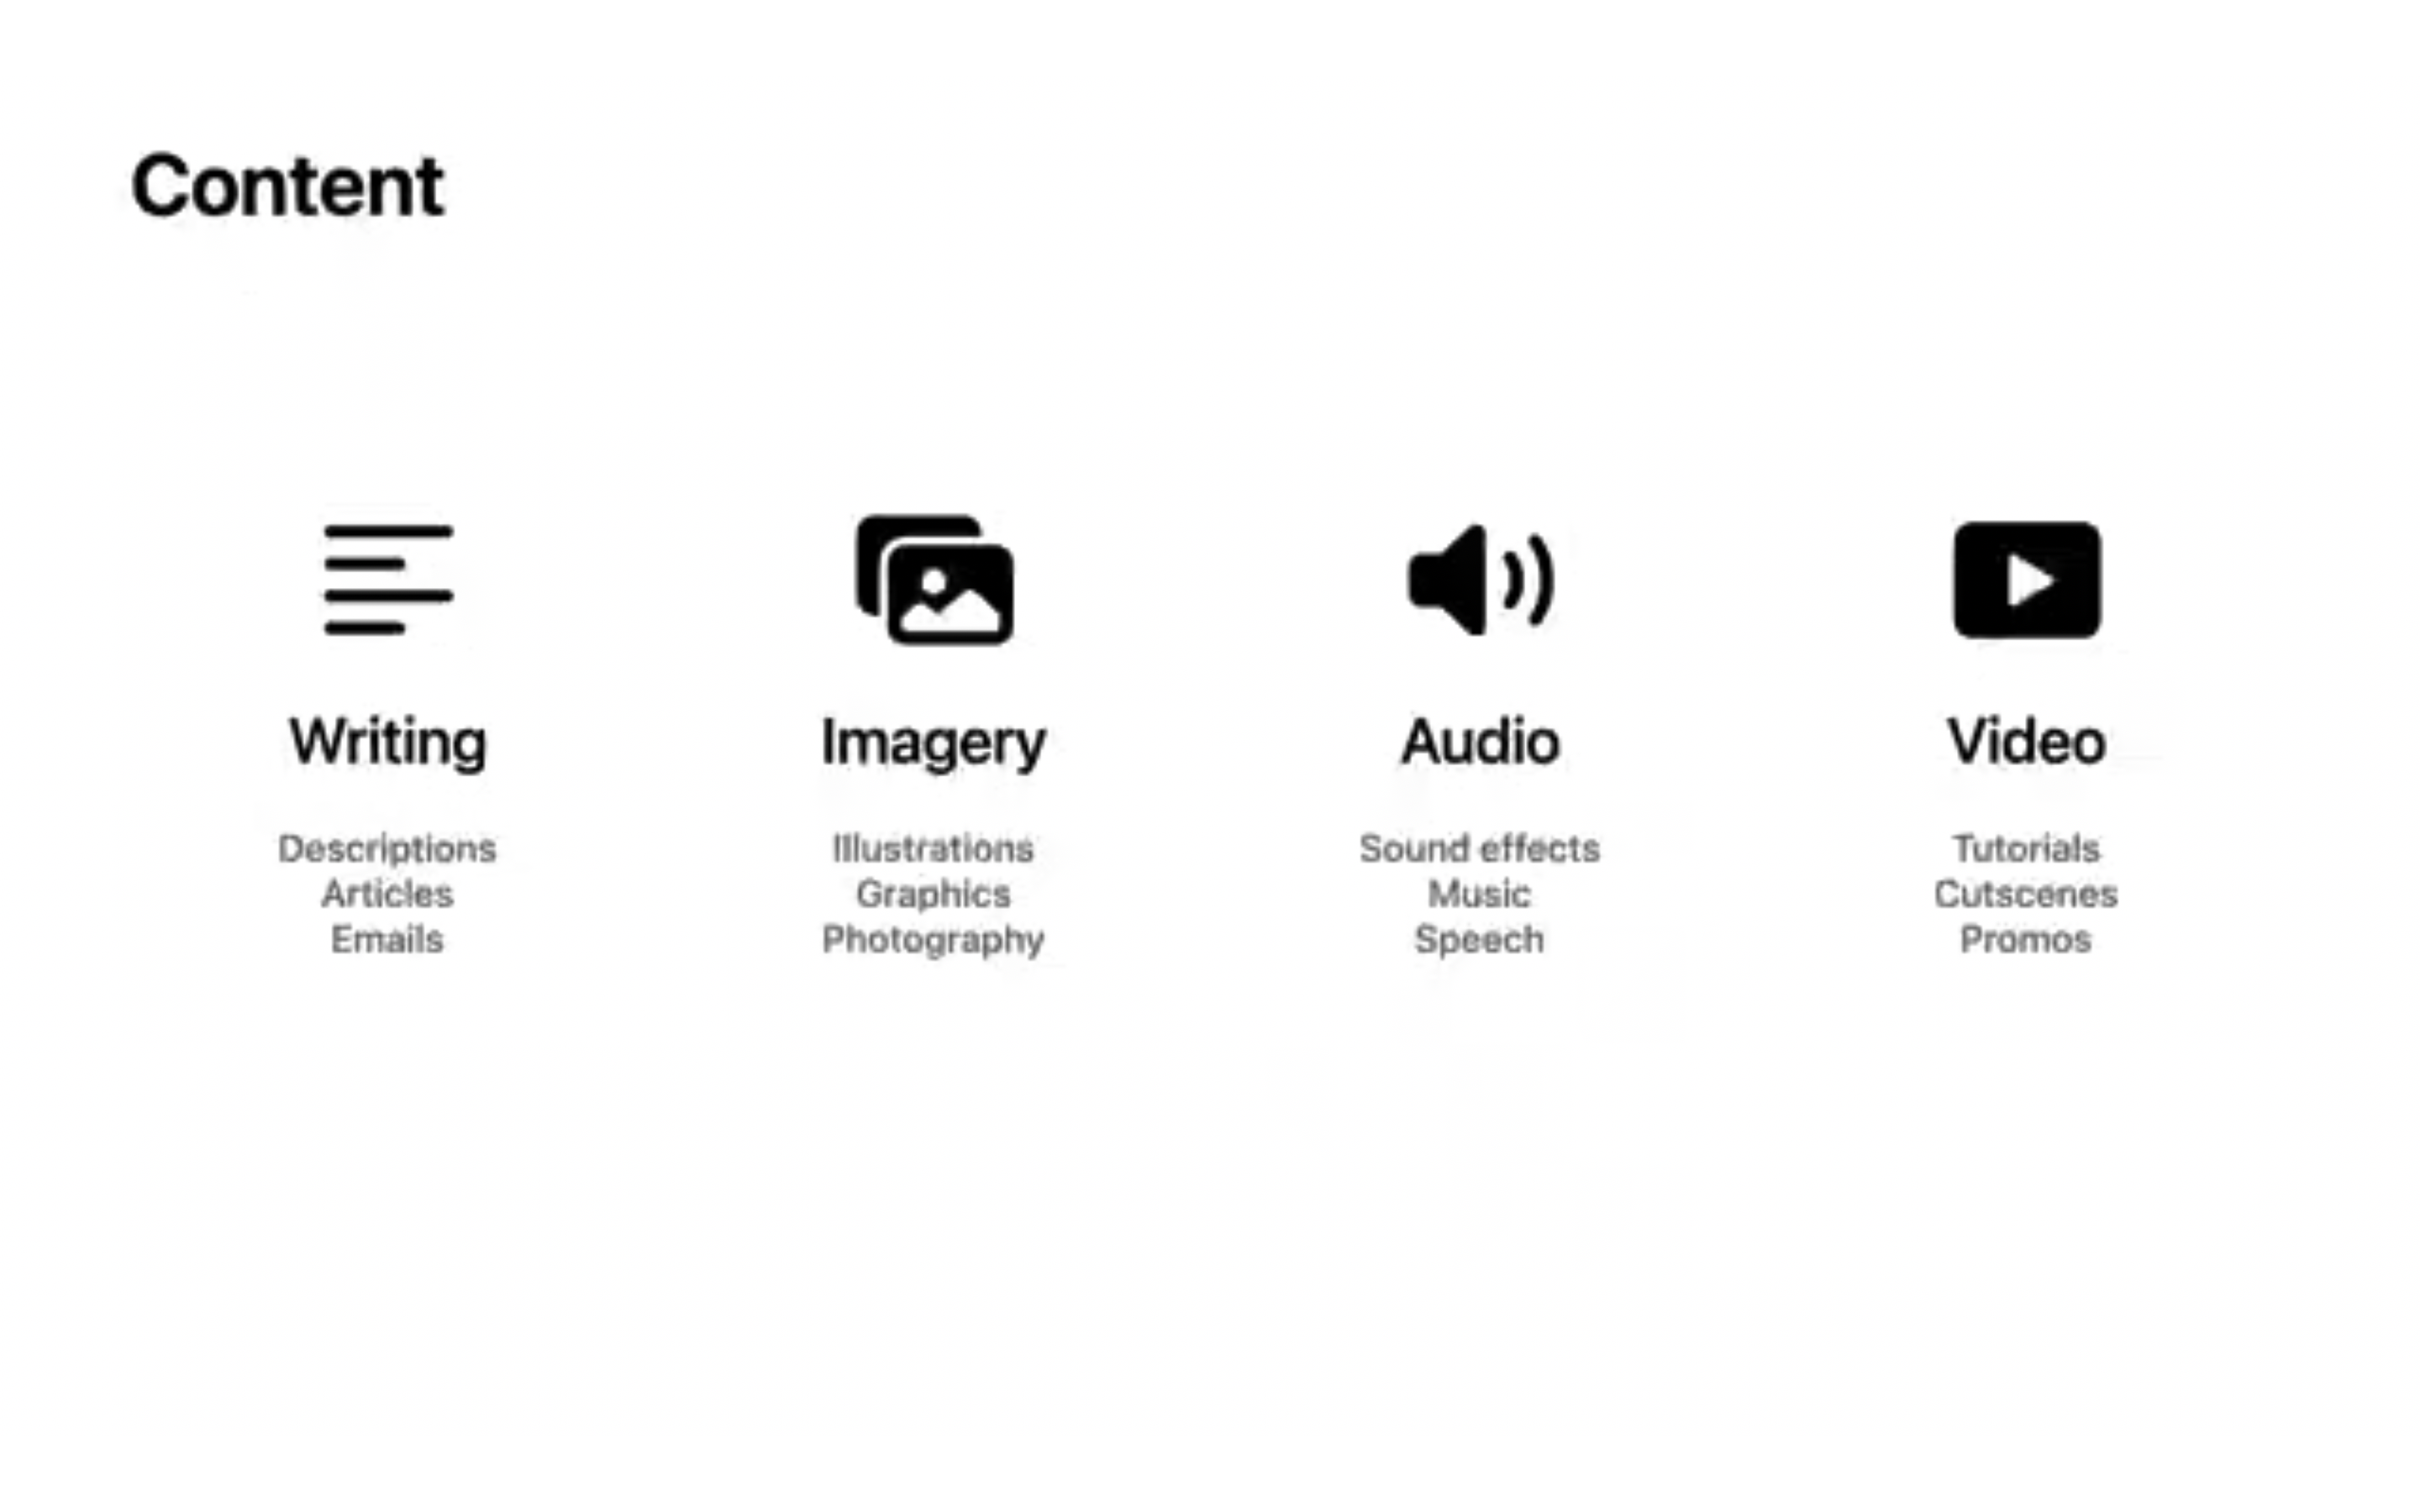 Content
Writing
Descriptions
Articles
Emails
Imagery
Illustrations
Graphics
Photography
Audio
Sound effects
Music
Speech
Video
Tutorials
Cutscenes
Promos